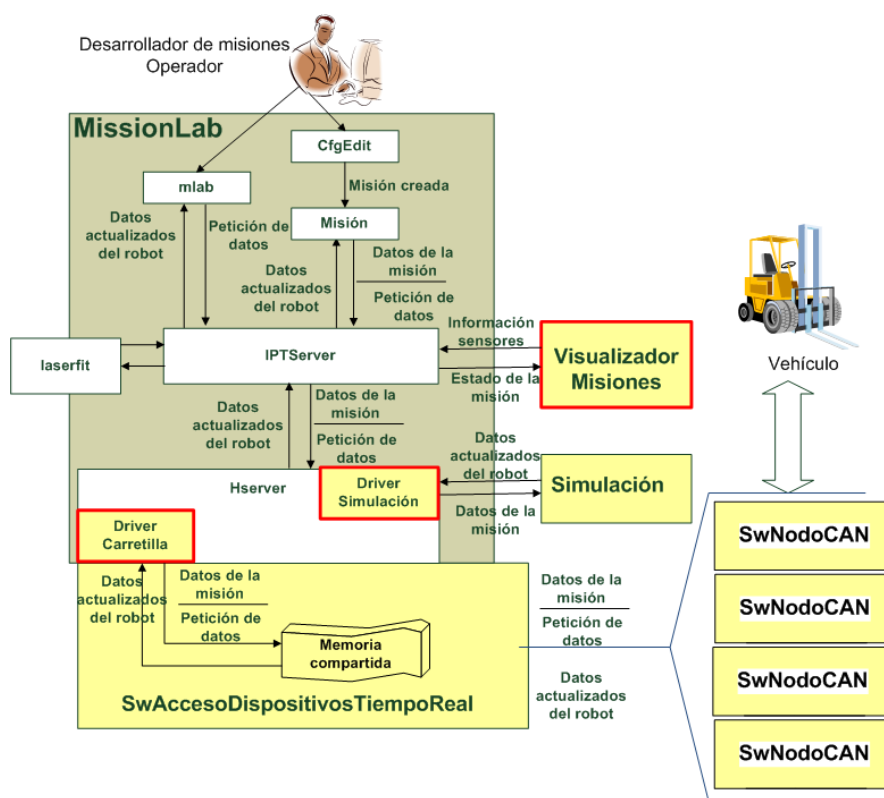 Desarrollador de misiones
Operador
MissionLab
CfgEdit
mlab
Misión creada
Misión
Datos
actualizados
del robot
Petición de
datos
Datos
actualizados
del robot
Datos de la
misión
Petición de
datos
Información
sensores
IPTServer
laserfit
Visualizador
Misiones
Estado de la
misión
Vehículo
Datos
actualizados
del robot
Datos de la
misión
Petición de
datos
Datos
actualizados
del robot
Hserver
Driver
Simulación
Simulación
Datos de la
misión
Driver
Carretilla
SwNodoCAN
Datos
actualizados
del robot
Datos de la
misión
Petición de
datos
Datos de la
misión
Petición de
datos
SwNodoCAN
Memoria
compartida
SwNodoCAN
Datos
actualizados
del robot
SwAccesoDispositivosTiempoReal
SwNodoCAN